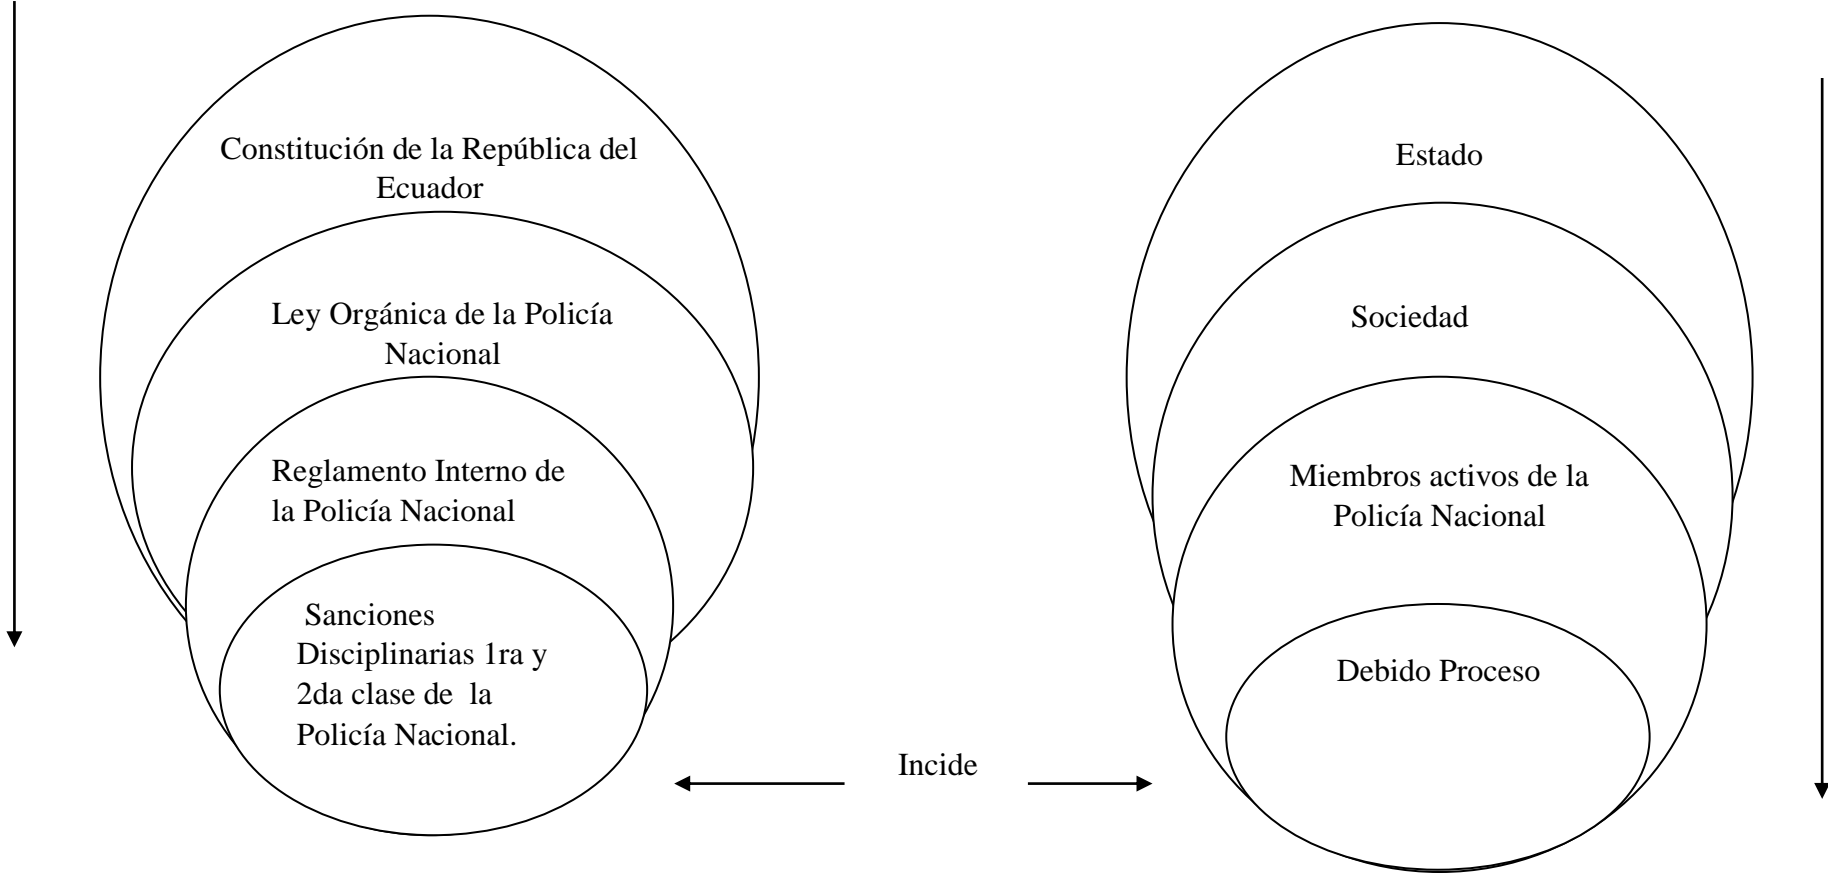 Constitución de la República del
Ecuador
Ley Orgánica de la Policía
Nacional
Reglamento Interno de
la Policía Nacional
Sanciones
Disciplinarias 1ra y
2da clase de  la
Policía Nacional.
Incide
Estado
Sociedad
Miembros activos de la
Policía Nacional
Debido Proceso